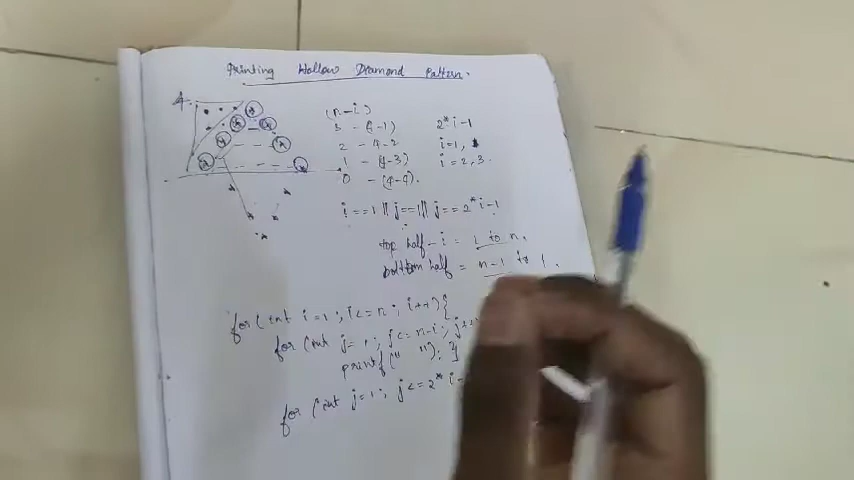 Printing Hollow Diamond Pattern.
4
(n-i)
3 - (4-1) 2*i-1
2 - 4-2 i=1,
1 - (4-3) i=2,3.
0 - (4-4).
i==1 || j==1 || j==2*i-1
top half - i = 1 to n.
bottom half = n-1 to 1.
for (int i=1; i<=n; i++){
for (int j=1; j<=n-i; j++
printf(" "); }
for (int j=1; j<=2*i-